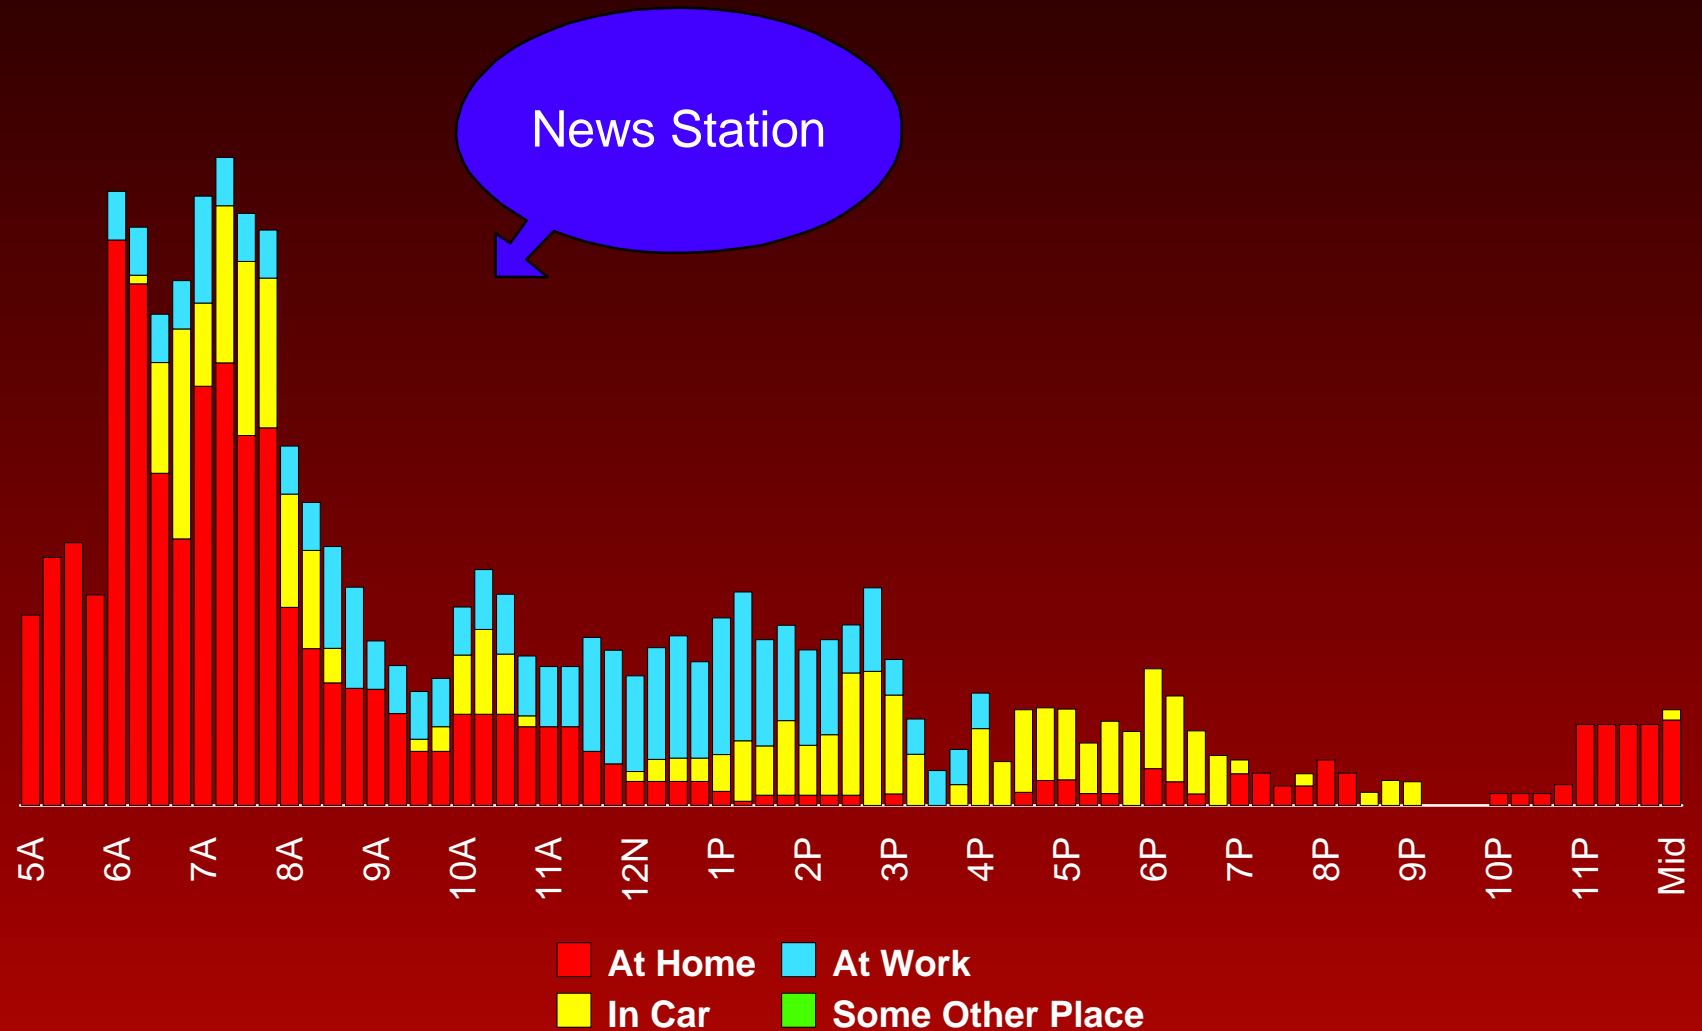 News Station
5A 6A 7A 8A 9A 10A 11A 12N 1P 2P 3P 4P 5P 6P 7P 8P 9P 10P 11P Mid
At Home At Work
In Car Some Other Place